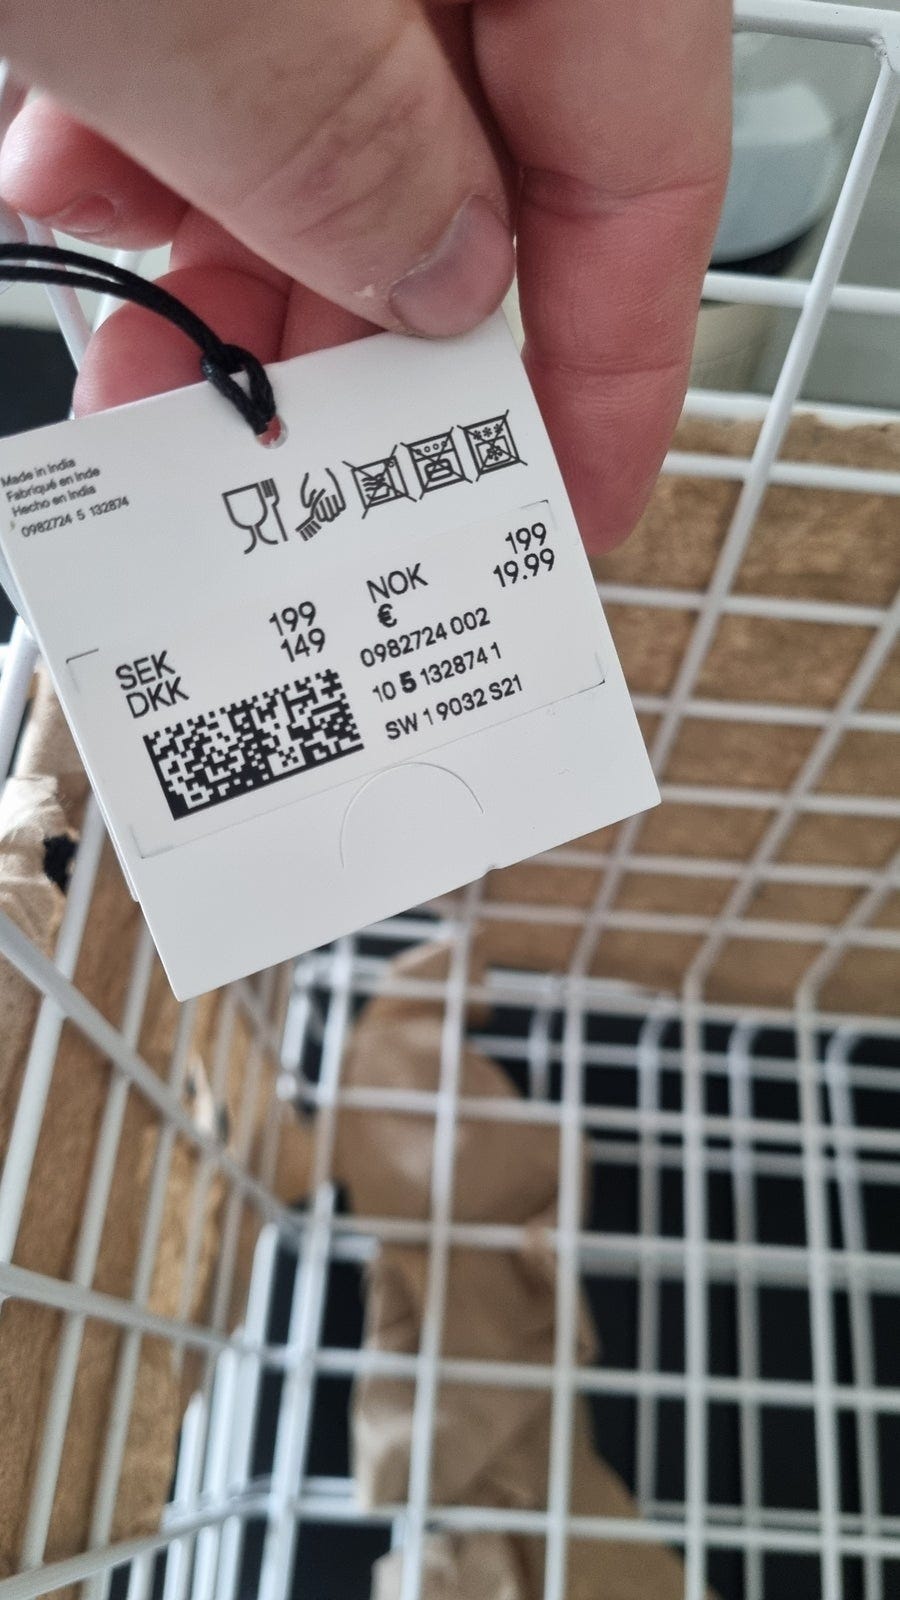 Made in India
Fabriqué en Inde
Hecho en India
0982724 5 132874
SEK 199
DKK 149
NOK 199
€ 19.99
0982724 002
10 5 132874 1
SW 1 9032 S21